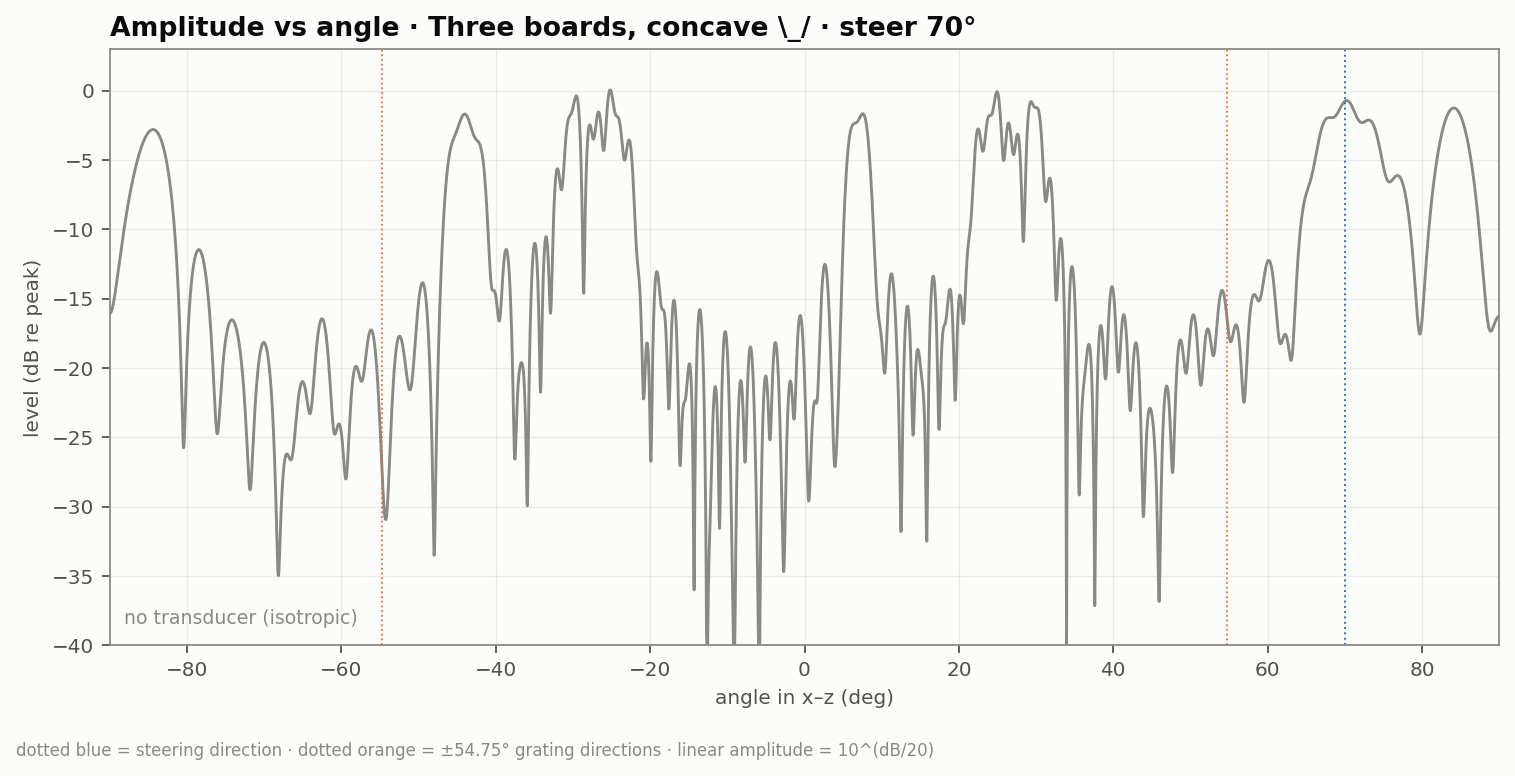 Amplitude vs angle · Three boards, concave \_/ · steer 70°
level (dB re peak)
0
−5
−10
−15
−20
−25
−30
−35
−40
no transducer (isotropic)
−80 −60 −40 −20 0 20 40 60 80
angle in x–z (deg)
dotted blue = steering direction · dotted orange = ±54.75° grating directions · linear amplitude = 10^(dB/20)